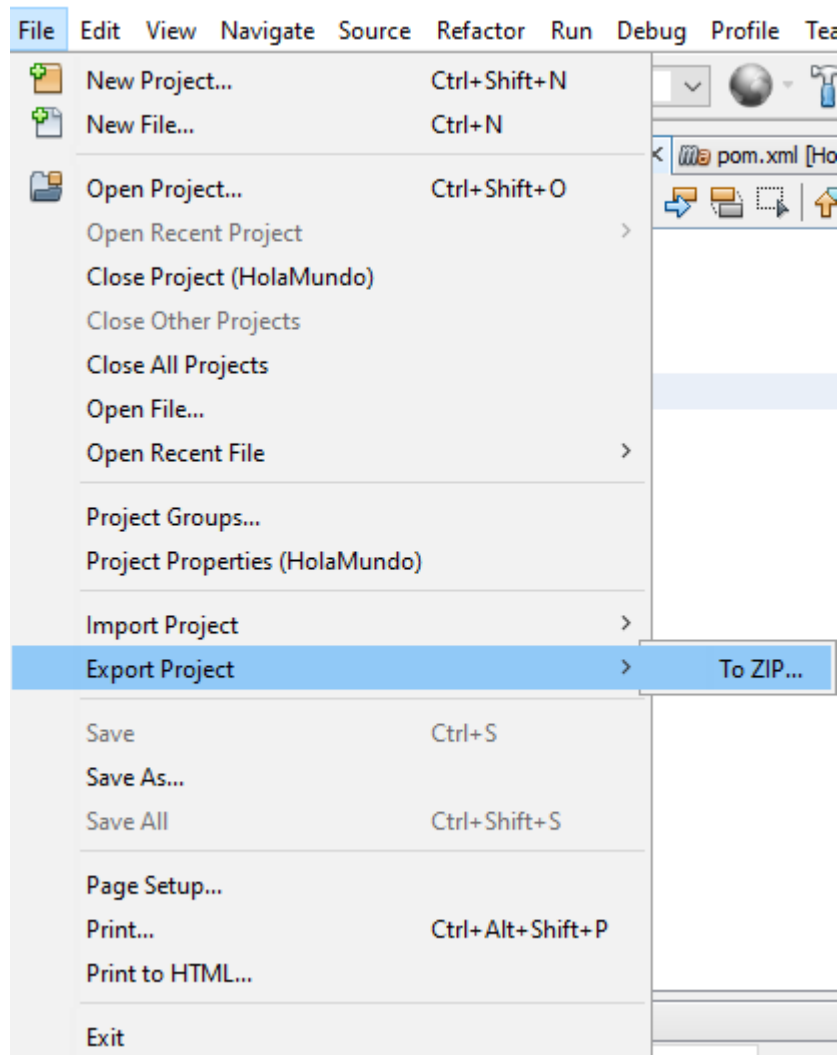 File Edit View Navigate Source Refactor Run Debug Profile
New Project... Ctrl+Shift+N
New File... Ctrl+N
pom.xml
Open Project... Ctrl+Shift+O
Open Recent Project
Close Project (HolaMundo)
Close Other Projects
Close All Projects
Open File...
Open Recent File
Project Groups...
Project Properties (HolaMundo)
Import Project
Export Project To ZIP...
Save Ctrl+S
Save As...
Save All Ctrl+Shift+S
Page Setup...
Print... Ctrl+Alt+Shift+P
Print to HTML...
Exit